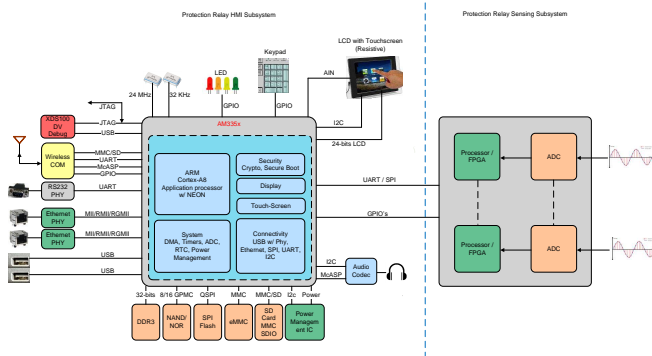 Protection Relay HMI Subsystem
Protection Relay Sensing Subsystem
LCD with Touchscreen
(Resistive)
Keypad
LED
24 MHz
32 KHz
AIN
JTAG
GPIO
GPIO
XDS100
DV
Debug
JTAG
USB
AM335x
I2C
24-bits LCD
Wireless
COM
MMC/SD
UART
McASP
GPIO
RS232
PHY
UART
Ethernet
PHY
MII/RMII/RGMII
Ethernet
PHY
MII/RMII/RGMII
USB
USB
ARM
Cortex-A8
Application processor
w/ NEON
Security
Crypto, Secure Boot
Display
Touch-Screen
System
DMA, Timers, ADC,
RTC, Power
Management
Connectivity
USB w/ Phy,
Ethernet, SPI, UART,
I2C
UART / SPI
GPIO's
I2C
McASP
Audio
Codec
Processor /
FPGA
ADC
Processor /
FPGA
ADC
32-bits
8/16 GPMC
QSPI
MMC
MMC/SD
I2c
Power
DDR3
NAND/
NOR
SPI
Flash
eMMC
SD
Card
MMC
SDIO
Power
Managem
ent IC